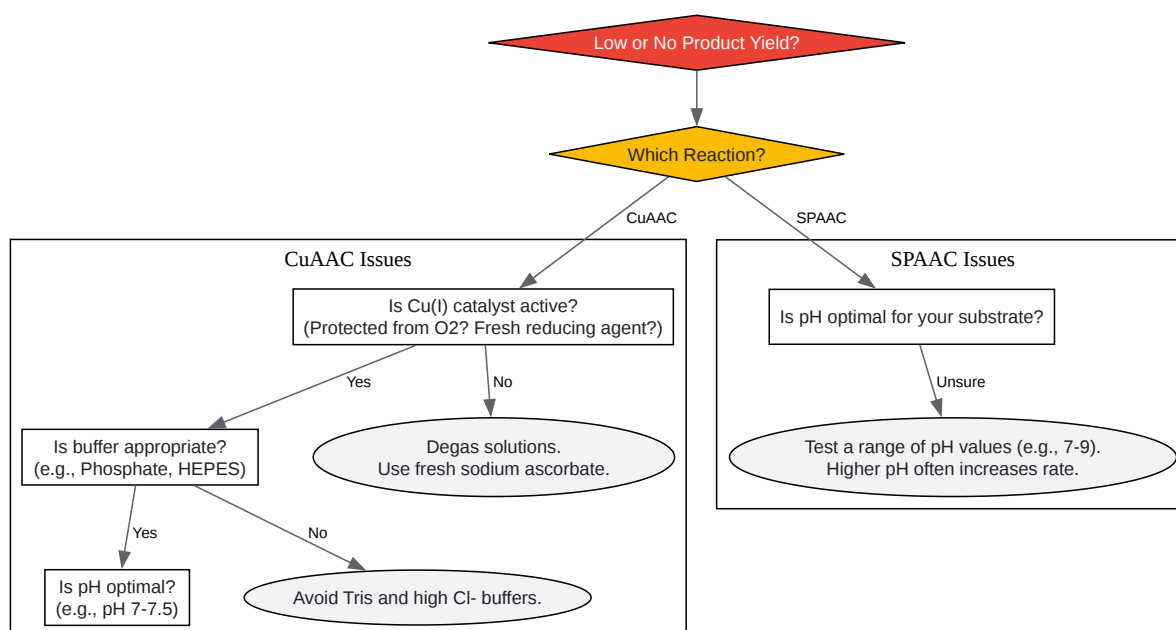 Low or No Product Yield?
Which Reaction?
CuAAC
SPAAC
CuAAC Issues
SPAAC Issues
Is Cu(I) catalyst active?
(Protected from O2? Fresh reducing agent?)
Is pH optimal for your substrate?
Yes
No
Unsure
Is buffer appropriate?
(e.g., Phosphate, HEPES)
Degas solutions.
Use fresh sodium ascorbate.
Test a range of pH values (e.g., 7-9).
Higher pH often increases rate.
Yes
No
Is pH optimal?
(e.g., pH 7-7.5)
Avoid Tris and high Cl- buffers.